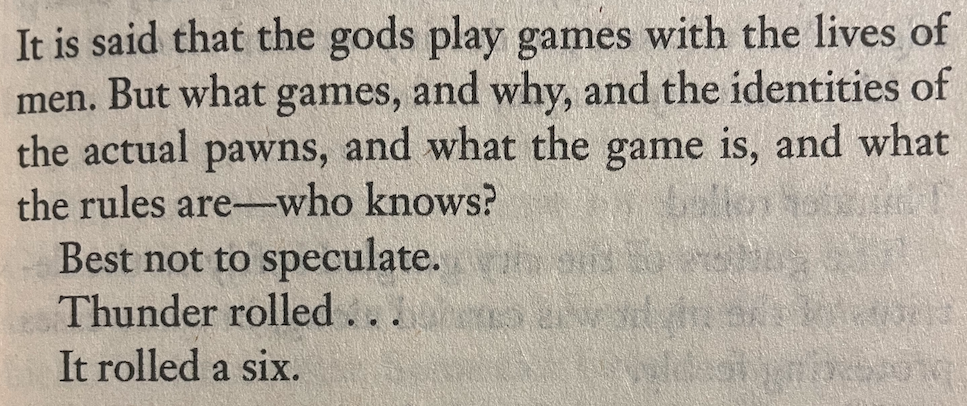 It is said that the gods play games with the lives of
men. But what games, and why, and the identities of
the actual pawns, and what the game is, and what
the rules are—who knows?
Best not to speculate.
Thunder rolled . . .
It rolled a six.